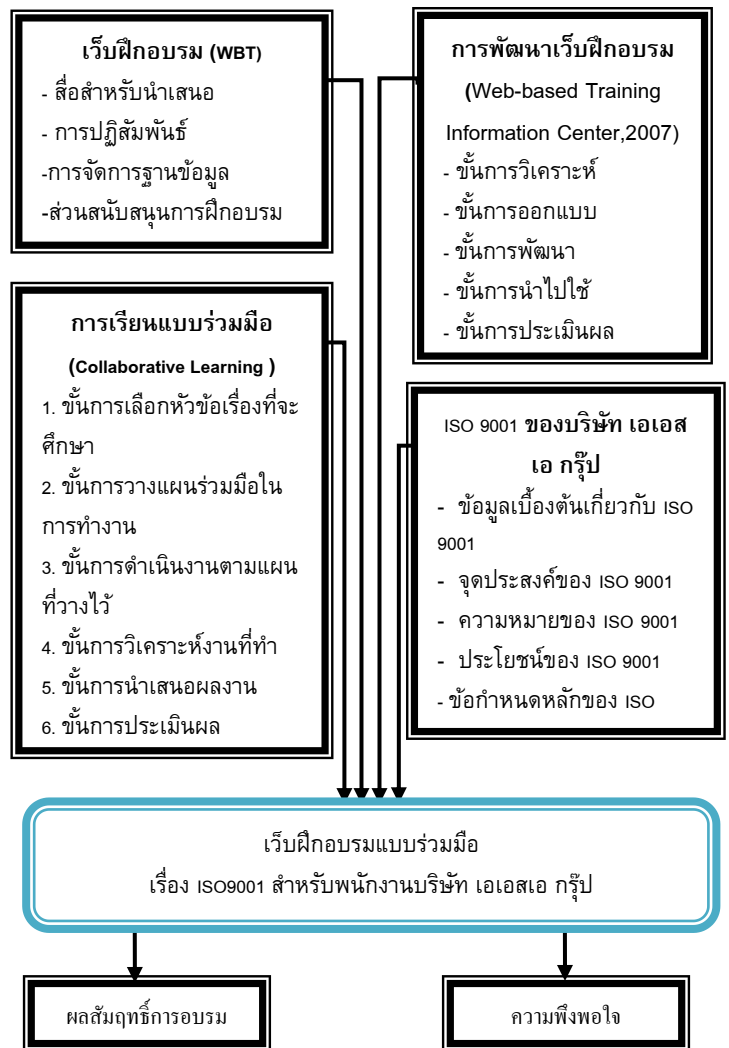 เว็บฝึกอบรม (WBT)
- สื่อสำหรับนำเสนอ
- การปฏิสัมพันธ์
-การจัดการฐานข้อมูล
-ส่วนสนับสนุนการฝึกอบรม
การพัฒนาเว็บฝึกอบรม
(Web-based Training
Information Center,2007)
- ขั้นการวิเคราะห์
- ขั้นการออกแบบ
- ขั้นการพัฒนา
- ขั้นการนำไปใช้
- ขั้นการประเมินผล
การเรียนแบบร่วมมือ
(Collaborative Learning )
1. ขั้นการเลือกหัวข้อเรื่องที่จะ
ศึกษา
2. ขั้นการวางแผนร่วมมือใน
การทำงาน
3. ขั้นการดำเนินงานตามแผน
ที่วางไว้
4. ขั้นการวิเคราะห์งานที่ทำ
5. ขั้นการนำเสนอผลงาน
6. ขั้นการประเมินผล
ISO 9001 ของบริษัท เอเอส
เอ กรุ๊ป
- ข้อมูลเบื้องต้นเกี่ยวกับ ISO
9001
- จุดประสงค์ของ ISO 9001
- ความหมายของ ISO 9001
- ประโยชน์ของ ISO 9001
- ข้อกำหนดหลักของ ISO
เว็บฝึกอบรมแบบร่วมมือ
เรื่อง ISO9001 สำหรับพนักงานบริษัท เอเอสเอ กรุ๊ป
ผลสัมฤทธิ์การอบรม
ความพึงพอใจ